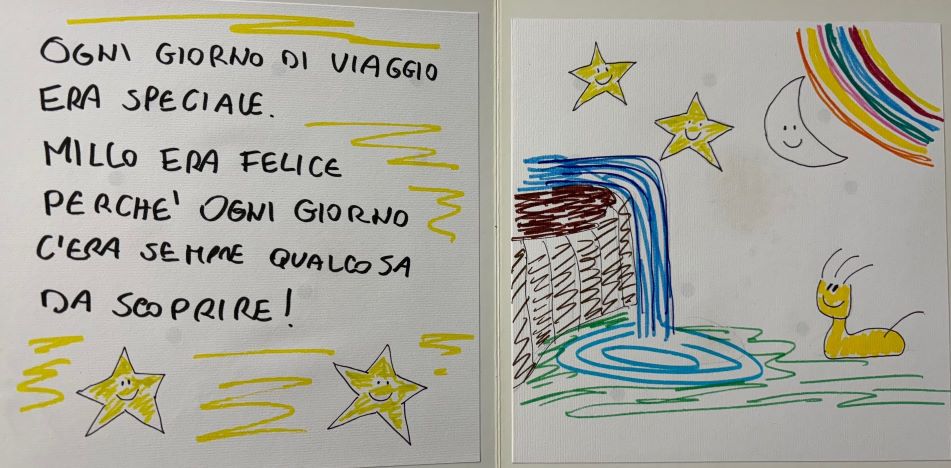 OGNI GIORNO DI VIAGGIO
ERA SPECIALE.
MILLO ERA FELICE
PERCHE' OGNI GIORNO
C'ERA SEMPRE QUALCOSA
DA SCOPRIRE!